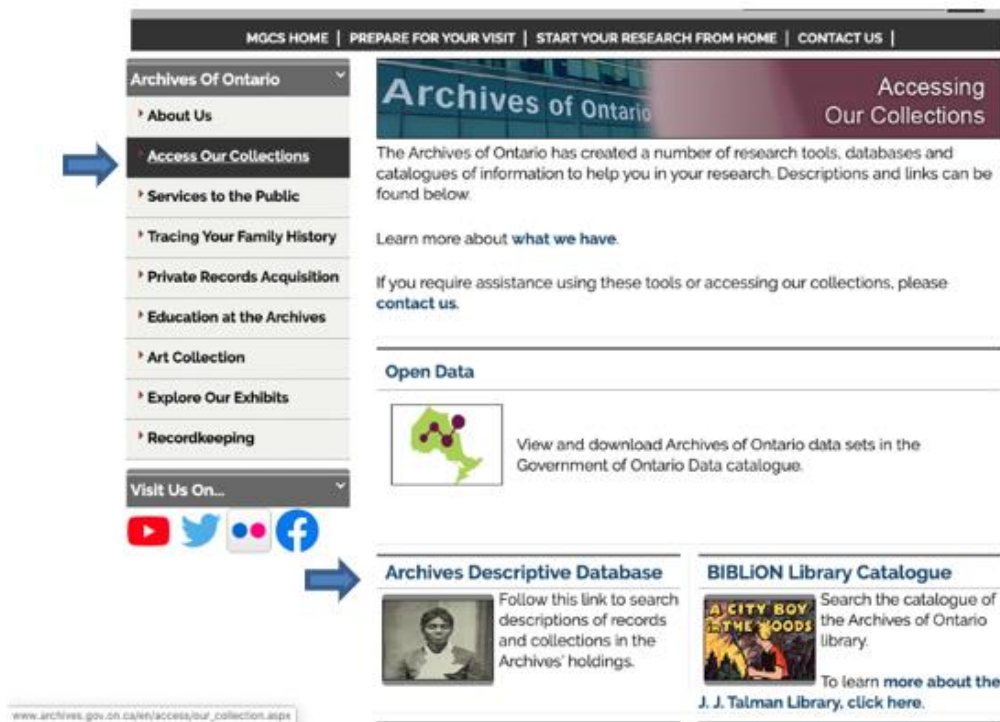 MGCS HOME | PREPARE FOR YOUR VISIT | START YOUR RESEARCH FROM HOME | CONTACT US |
Archives Of Ontario
About Us
Access Our Collections
Services to the Public
Tracing Your Family History
Private Records Acquisition
Education at the Archives
Art Collection
Explore Our Exhibits
Recordkeeping
Visit Us On...
Archives of Ontario
Accessing
Our Collections
The Archives of Ontario has created a number of research tools, databases and
catalogues of information to help you in your research. Descriptions and links can be
found below.
Learn more about what we have.
If you require assistance using these tools or accessing our collections, please
contact us.
Open Data
View and download Archives of Ontario data sets in the
Government of Ontario Data catalogue.
Archives Descriptive Database
Follow this link to search
descriptions of records
and collections in the
Archives' holdings.
BIBLiON Library Catalogue
A CITY BOY
IN THE WOODS
Search the catalogue of
the Archives of Ontario
library.
To learn more about the
J. J. Talman Library, click here.
www.archives.gov.on.ca/en/access/our_collection.aspx